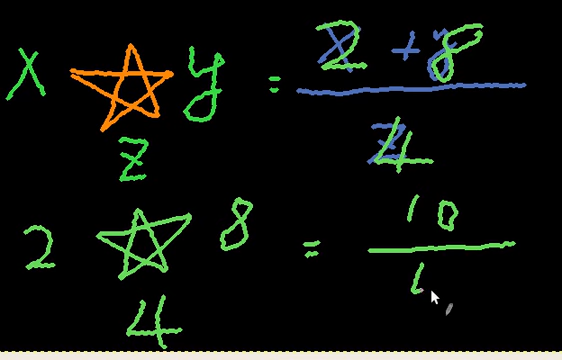 x ☆ y = 2 + 8
z 4
2 ☆ 8 = 10
4